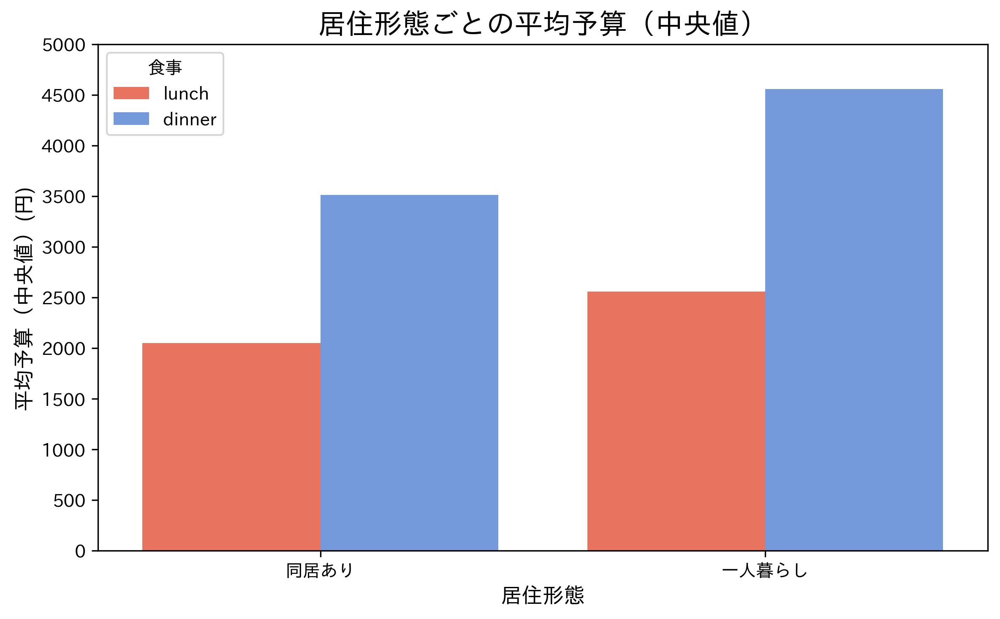 居住形態ごとの平均予算（中央値）
平均予算（中央値）(円)
5000
4500
4000
3500
3000
2500
2000
1500
1000
500
0
食事
lunch
dinner
同居あり
一人暮らし
居住形態